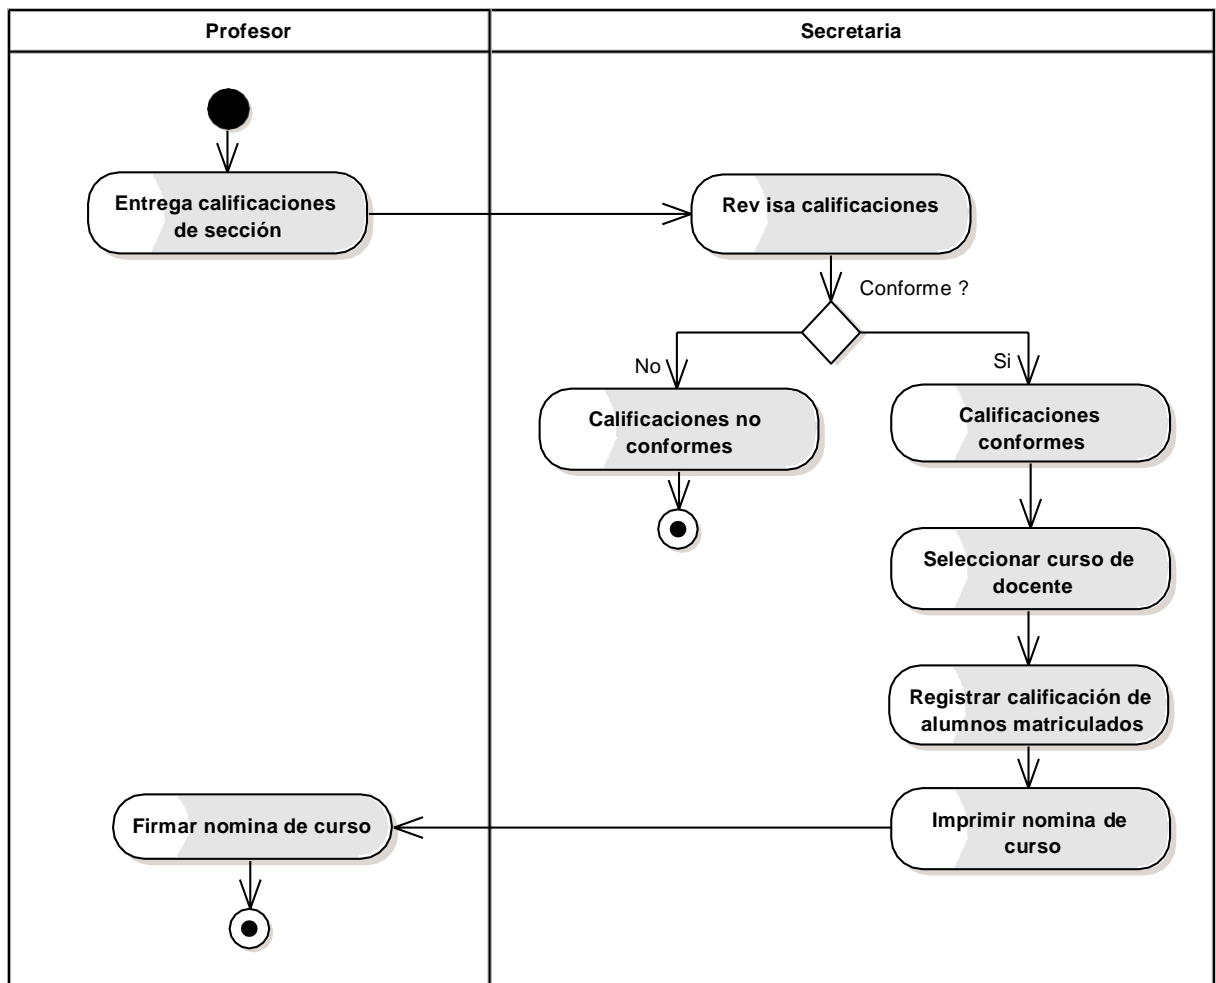 Profesor
Secretaria
Entrega calificaciones
de sección
Rev isa calificaciones
Conforme ?
No
Si
Calificaciones no
conformes
Calificaciones
conformes
Seleccionar curso de
docente
Registrar calificación de
alumnos matriculados
Firmar nomina de curso
Imprimir nomina de
curso